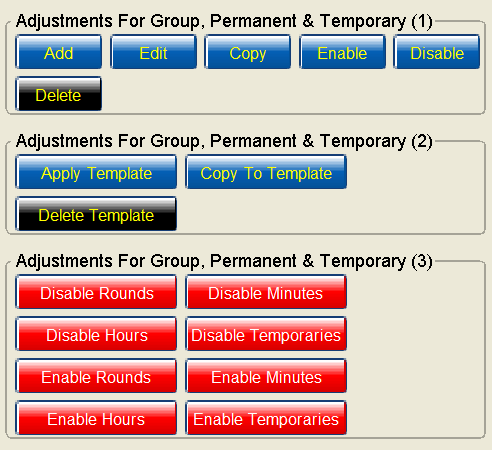 Adjustments For Group, Permanent & Temporary (1)
Add Edit Copy Enable Disable
Delete
Adjustments For Group, Permanent & Temporary (2)
Apply Template Copy To Template
Delete Template
Adjustments For Group, Permanent & Temporary (3)
Disable Rounds Disable Minutes
Disable Hours Disable Temporaries
Enable Rounds Enable Minutes
Enable Hours Enable Temporaries